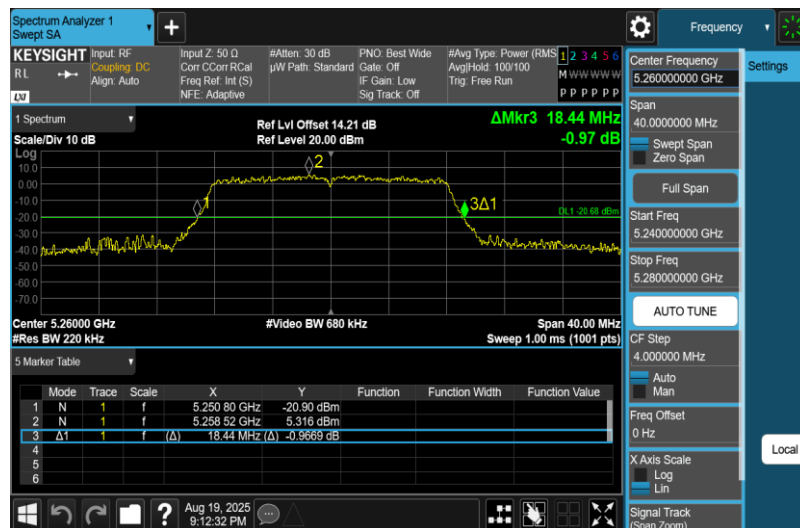 Spectrum Analyzer 1
Swept SA
+
Frequency
KEYSIGHT
RL
LXI
Input: RF
Coupling: DC
Align: Auto
Input Z: 50 Ω
Corr CCorr RCal
Freq Ref: Int (S)
NFE: Adaptive
#Atten: 30 dB
µW Path: Standard
PNO: Best Wide
Gate: Off
IF Gain: Low
Sig Track: Off
#Avg Type: Power (RMS
Avg|Hold: 100/100
Trig: Free Run
1 2 3 4 5 6
M W W W W W
P P P P P P
1 Spectrum
Scale/Div 10 dB
Ref Lvl Offset 14.21 dB
Ref Level 20.00 dBm
ΔMkr3 18.44 MHz
-0.97 dB
Log
10.0
0.00
-10.0
-20.0
-30.0
-40.0
-50.0
-60.0
-70.0
1
2
3Δ1
DL1 -20.68 dBm
Center 5.26000 GHz
#Video BW 680 kHz
Span 40.00 MHz
#Res BW 220 kHz
Sweep 1.00 ms (1001 pts)
5 Marker Table
Mode Trace Scale X Y Function Function Width Function Value
1 N 1 f 5.250 80 GHz -20.90 dBm
2 N 1 f 5.258 52 GHz 5.316 dBm
3 Δ1 1 f (Δ) 18.44 MHz (Δ) -0.9669 dB
4
5
6
?
Aug 19, 2025
9:12:32 PM
Center Frequency
5.260000000 GHz
Span
40.0000000 MHz
Swept Span
Zero Span
Full Span
Start Freq
5.240000000 GHz
Stop Freq
5.280000000 GHz
AUTO TUNE
CF Step
4.000000 MHz
Auto
Man
Freq Offset
0 Hz
X Axis Scale
Log
Lin
Signal Track
(Span Zoom)
Settings
Local